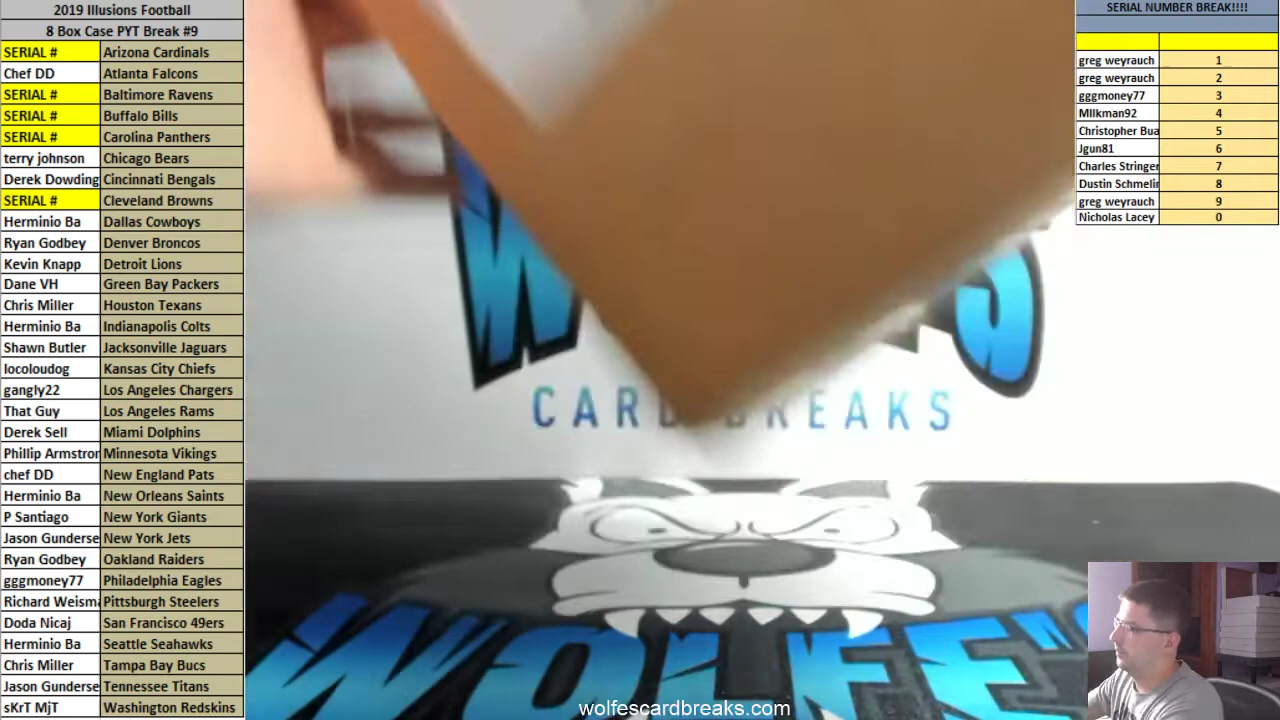 2019 Illusions Football
8 Box Case PYT Break #9
SERIAL # Arizona Cardinals
Chef DD Atlanta Falcons
SERIAL # Baltimore Ravens
SERIAL # Buffalo Bills
SERIAL # Carolina Panthers
terry johnson Chicago Bears
Derek Dowding Cincinnati Bengals
SERIAL # Cleveland Browns
Herminio Ba Dallas Cowboys
Ryan Godbey Denver Broncos
Kevin Knapp Detroit Lions
Dane VH Green Bay Packers
Chris Miller Houston Texans
Herminio Ba Indianapolis Colts
Shawn Butler Jacksonville Jaguars
locoloudog Kansas City Chiefs
gangly22 Los Angeles Chargers
That Guy Los Angeles Rams
Derek Sell Miami Dolphins
Phillip Armstron Minnesota Vikings
chef DD New England Pats
Herminio Ba New Orleans Saints
P Santiago New York Giants
Jason Gunderse New York Jets
Ryan Godbey Oakland Raiders
gggmoney77 Philadelphia Eagles
Richard Weisma Pittsburgh Steelers
Doda Nicaj San Francisco 49ers
Herminio Ba Seattle Seahawks
Chris Miller Tampa Bay Bucs
Jason Gunderse Tennessee Titans
sKrT MjT Washington Redskins
SERIAL NUMBER BREAK!!!!
greg weyrauch 1
greg weyrauch 2
gggmoney77 3
MIlkman92 4
Christopher Bua 5
Jgun81 6
Charles Stringer 7
Dustin Schmelin 8
greg weyrauch 9
Nicholas Lacey 0
CARD BREAKS
WOLFE'S
wolfescardbreaks.com